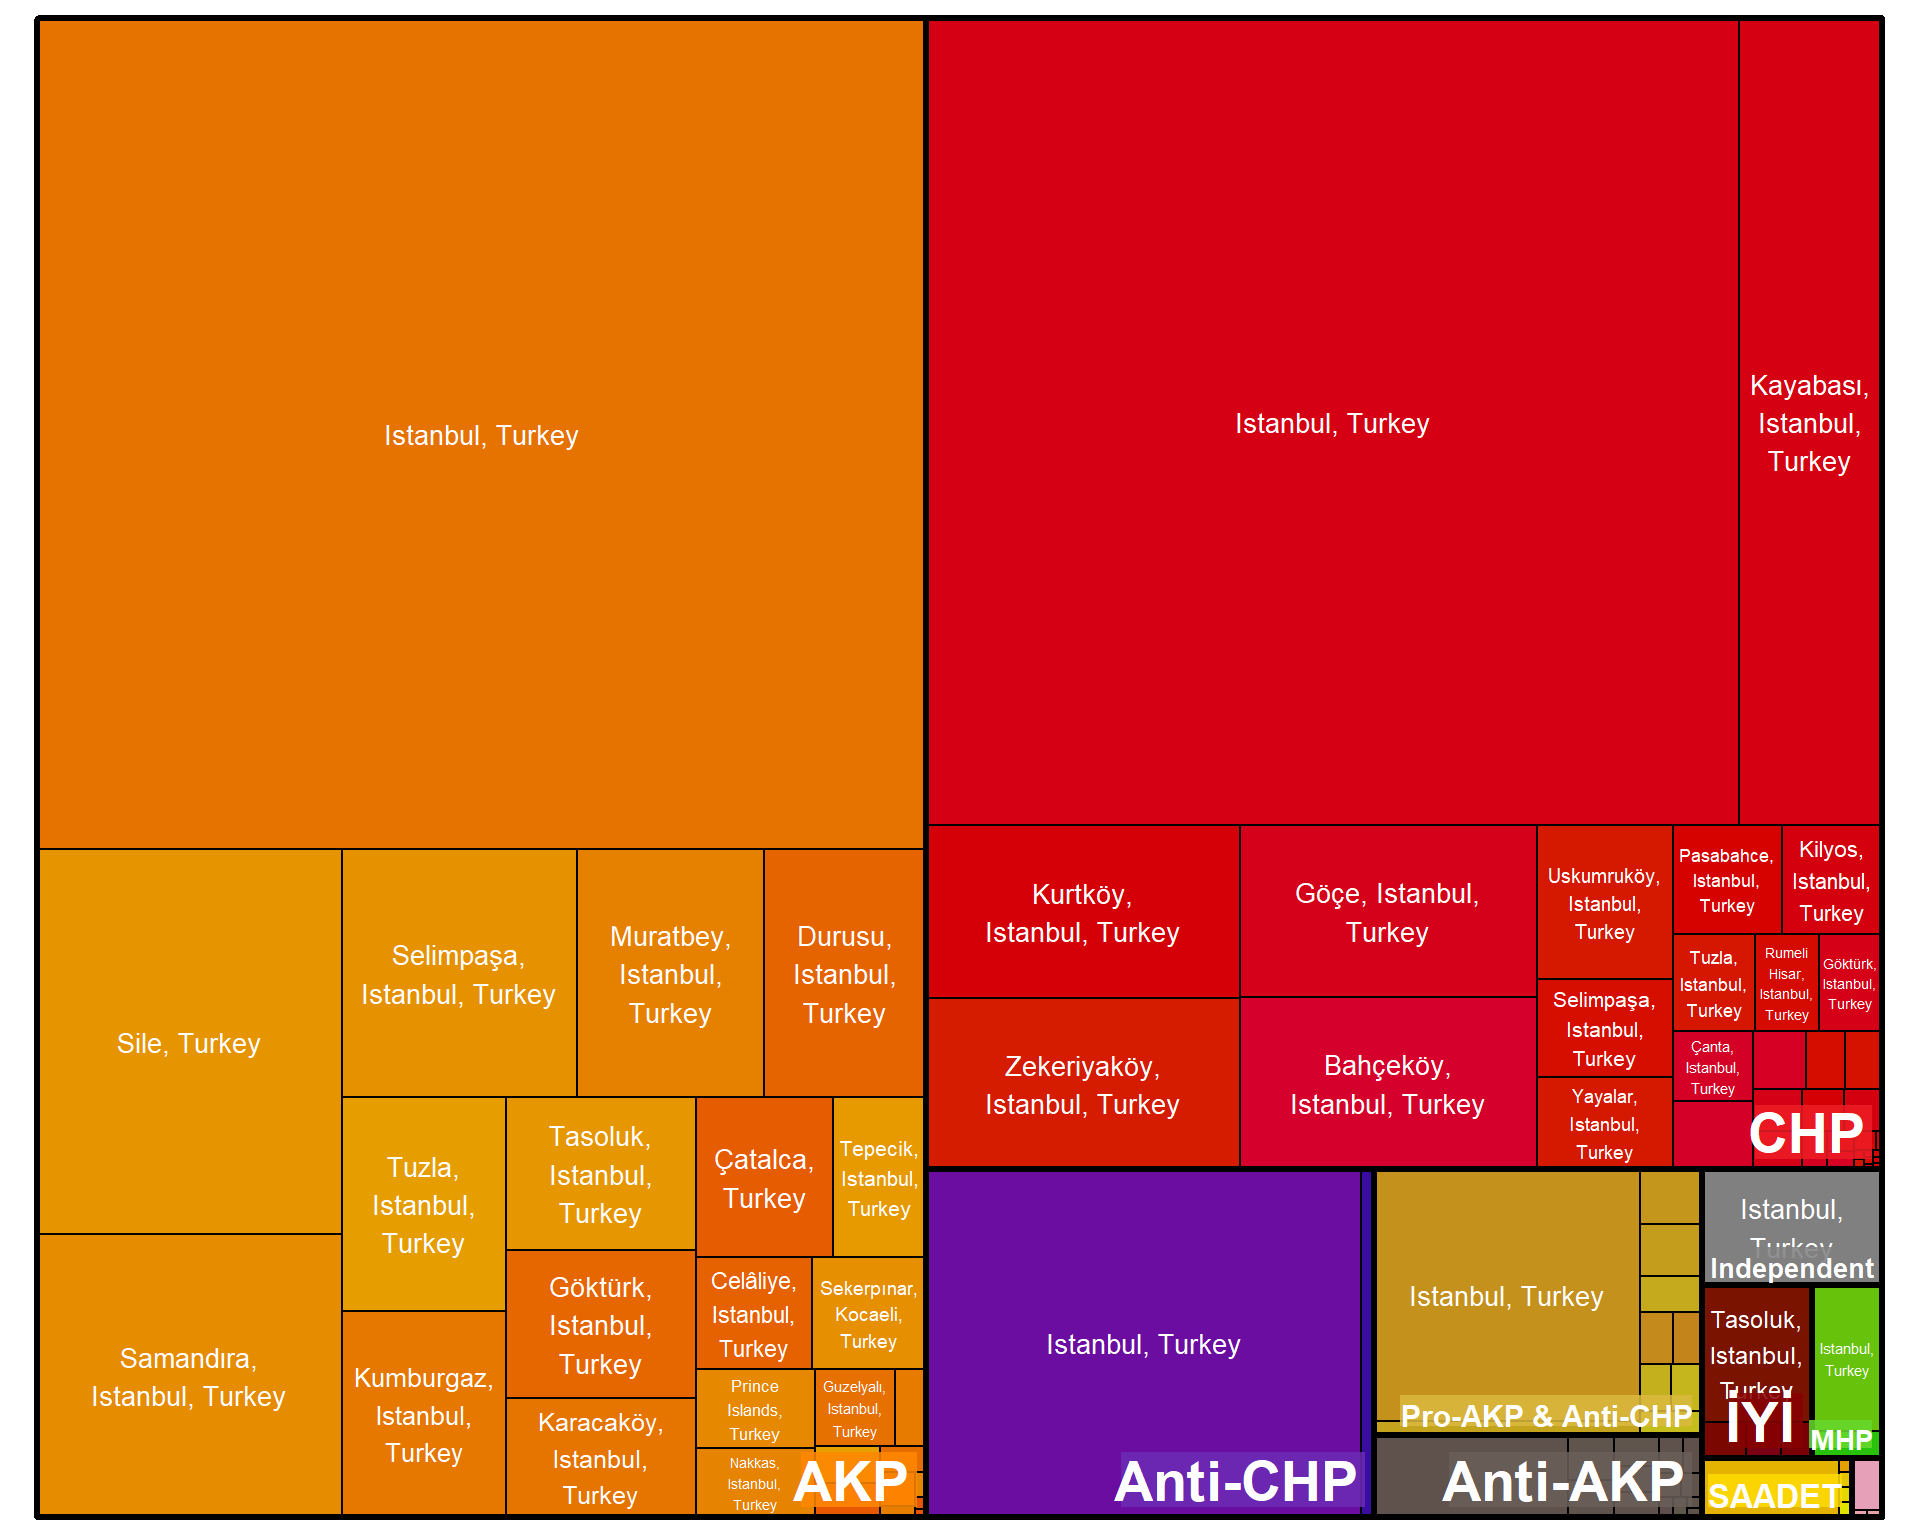 Istanbul, Turkey
Sile, Turkey
Samandıra,
Istanbul, Turkey
Selimpaşa,
Istanbul, Turkey
Muratbey,
Istanbul,
Turkey
Durusu,
Istanbul,
Turkey
Tuzla,
Istanbul,
Turkey
Kumburgaz,
Istanbul,
Turkey
Tasoluk,
Istanbul,
Turkey
Göktürk,
Istanbul,
Turkey
Karacaköy,
Istanbul,
Turkey
Çatalca,
Turkey
Tepecik,
Istanbul,
Turkey
Celâliye,
Istanbul,
Turkey
Sekerpınar,
Kocaeli,
Turkey
Prince
Islands,
Turkey
Guzelyalı,
Istanbul,
Turkey
Nakkas,
Istanbul,
Turkey
AKP
Istanbul, Turkey
Kayabası,
Istanbul,
Turkey
Kurtköy,
Istanbul, Turkey
Zekeriyaköy,
Istanbul, Turkey
Göçe, Istanbul,
Turkey
Bahçeköy,
Istanbul, Turkey
Uskumruköy,
Istanbul,
Turkey
Selimpaşa,
Istanbul,
Turkey
Yayalar,
Istanbul,
Turkey
Pasabahce,
Istanbul,
Turkey
Kilyos,
Istanbul,
Turkey
Tuzla,
Istanbul,
Turkey
Rumeli
Hisar,
Istanbul,
Turkey
Göktürk,
Istanbul,
Turkey
Çanta,
Istanbul,
Turkey
CHP
Istanbul, Turkey
Anti-CHP
Istanbul, Turkey
Pro-AKP & Anti-CHP
Anti-AKP
Istanbul,
Turkey
Independent
Tasoluk,
Istanbul,
Turkey
İYİ
Istanbul,
Turkey
MHP
SAADET